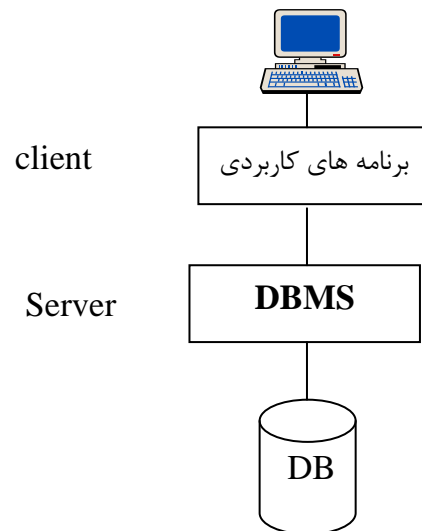 client
برنامه های کاربردی
Server
DBMS
DB